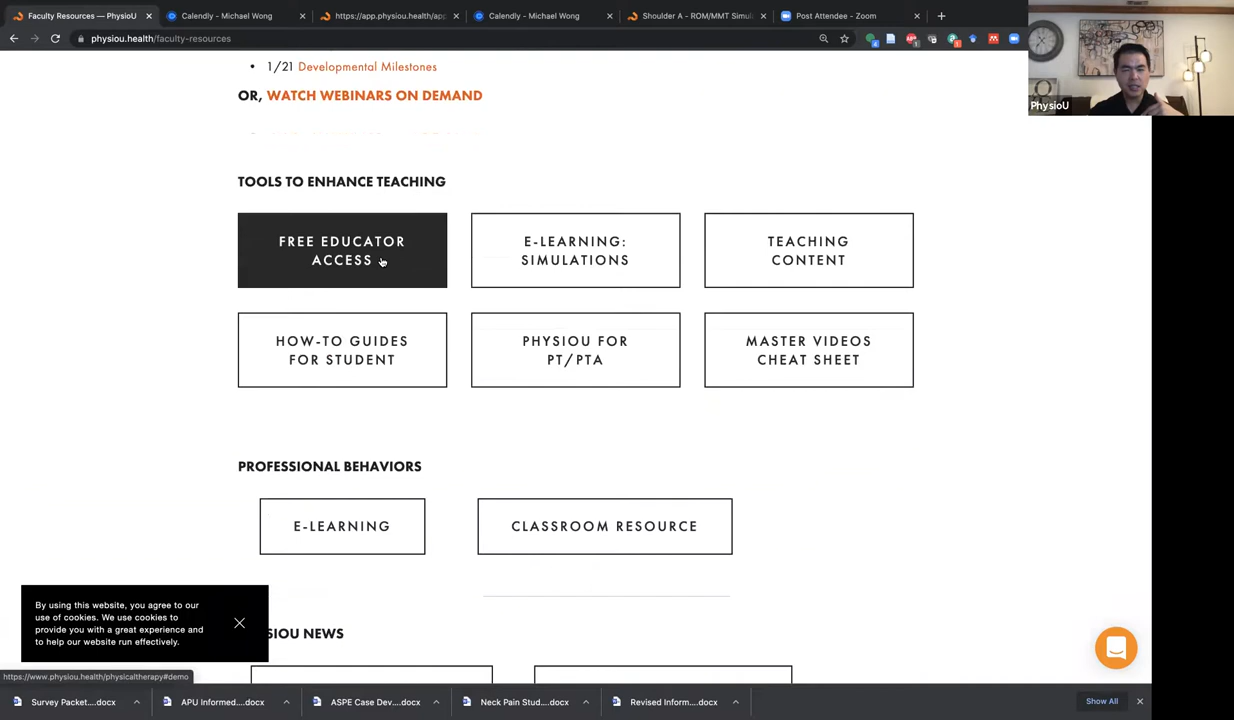 Faculty Resources — PhysioU
Calendly - Michael Wong
https://app.physiou.health/app
Calendly - Michael Wong
Shoulder A - ROM/MMT Simul
Post Attendee - Zoom
physiou.health/faculty-resources
PhysioU
• 1/21 Developmental Milestones
OR, WATCH WEBINARS ON DEMAND
TOOLS TO ENHANCE TEACHING
FREE EDUCATOR
ACCESS
E-LEARNING:
SIMULATIONS
TEACHING
CONTENT
HOW-TO GUIDES
FOR STUDENT
PHYSIOU FOR
PT/PTA
MASTER VIDEOS
CHEAT SHEET
PROFESSIONAL BEHAVIORS
E-LEARNING
CLASSROOM RESOURCE
By using this website, you agree to our
use of cookies. We use cookies to
provide you with a great experience and
to help our website run effectively.
SIOU NEWS
https://www.physiou.health/physicaltherapy#demo
Survey Packet....docx
APU Informed....docx
ASPE Case Dev....docx
Neck Pain Stud....docx
Revised Inform....docx
Show All